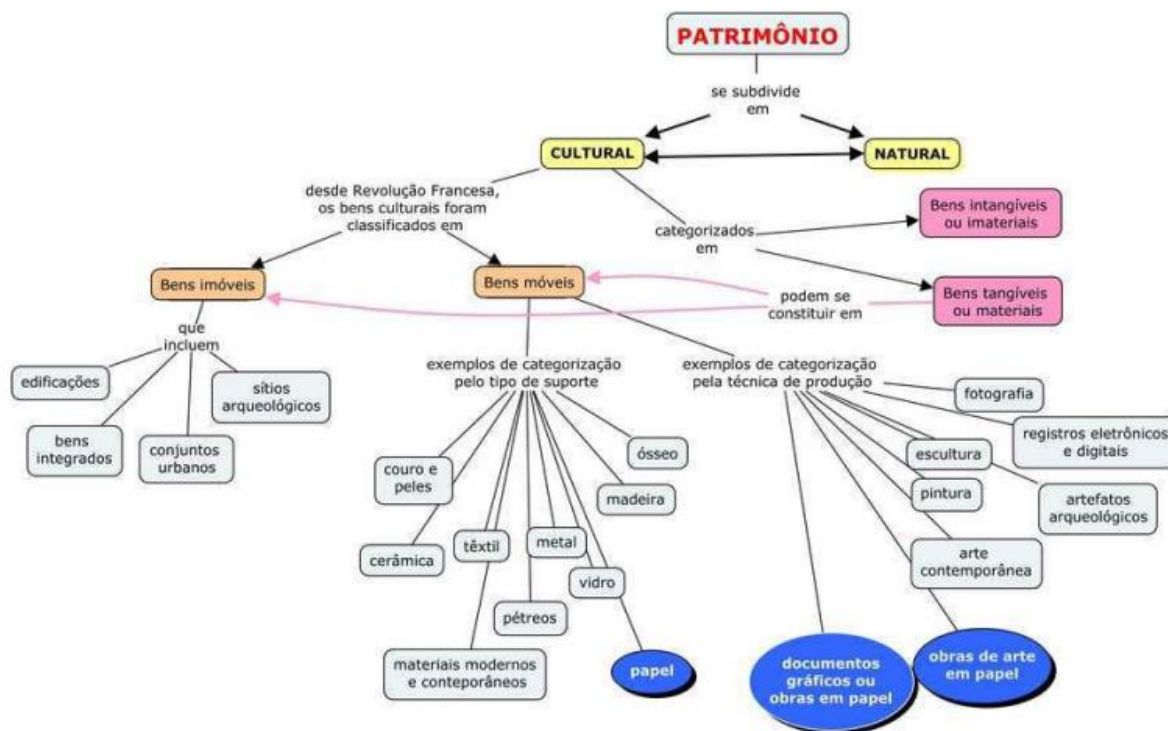 PATRIMÔNIO
se subdivide
em
CULTURAL
NATURAL
desde Revolução Francesa,
os bens culturais foram
classificados em
categorizados
em
Bens intangíveis
ou imateriais
Bens imóveis
Bens móveis
podem se
constituir em
Bens tangíveis
ou materiais
que
incluem
edificações
bens
integrados
conjuntos
urbanos
sítios
arqueológicos
exemplos de categorização
pelo tipo de suporte
couro e
peles
cerâmica
têxtil
materiais modernos
e conteporâneos
pétreos
metal
vidro
papel
madeira
ósseo
exemplos de categorização
pela técnica de produção
fotografia
registros eletrônicos
e digitais
escultura
artefatos
arqueológicos
pintura
arte
contemporânea
obras de arte
em papel
documentos
gráficos ou
obras em papel